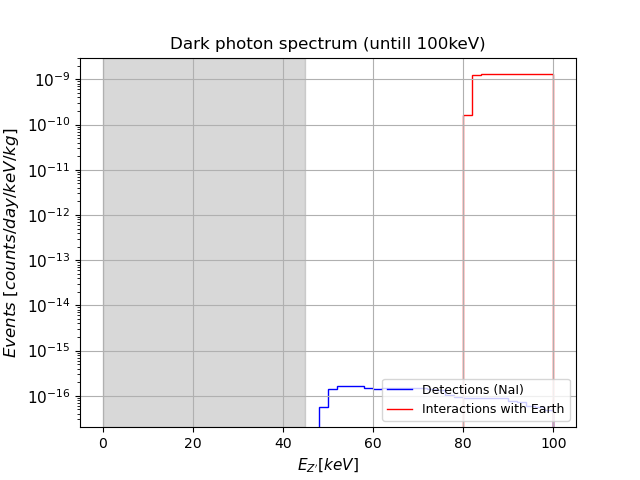 Dark photon spectrum (untill 100keV)
10⁻⁹
10⁻¹⁰
10⁻¹¹
10⁻¹²
10⁻¹³
10⁻¹⁴
10⁻¹⁵
10⁻¹⁶
Events [counts/day/keV/kg]
Detections (NaI)
Interactions with Earth
0 20 40 60 80 100
E_{Z'}[keV]